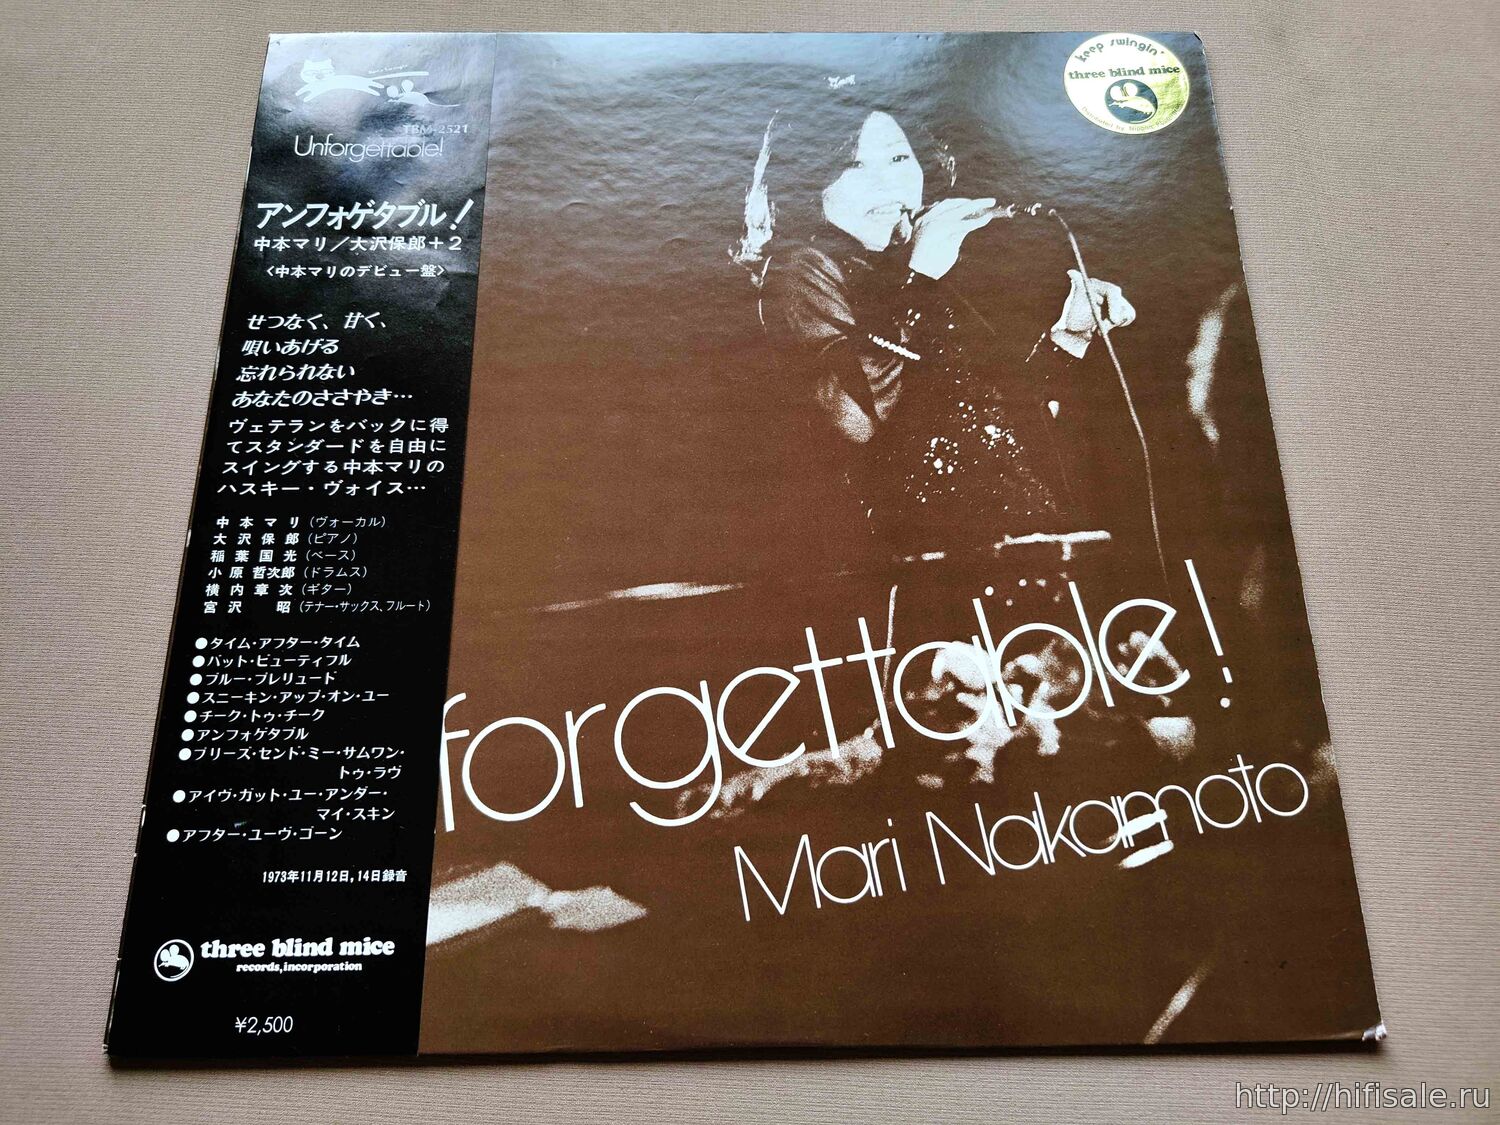 TBM-2521
Unforgettable!
アンフォゲタブル！
中本マリ／大沢保郎＋2
〈中本マリのデビュー盤〉
せつなく、甘く、
唄いあげる
忘れられない
あなたのささやき…
ヴェテランをバックに得
てスタンダードを自由に
スイングする中本マリの
ハスキー・ヴォイス…
中本マリ（ヴォーカル）
大沢保郎（ピアノ）
稲葉国光（ベース）
小原哲次郎（ドラムス）
横内章次（ギター）
宮沢 昭（テナー・サックス、フルート）
●タイム・アフター・タイム
●バット・ビューティフル
●ブルー・プレリュード
●スニーキン・アップ・オン・ユー
●チーク・トゥ・チーク
●アンフォゲタブル
●プリーズ・センド・ミー・サムワン・
トゥ・ラヴ
●アイヴ・ガット・ユー・アンダー・
マイ・スキン
●アフター・ユーヴ・ゴーン
1973年11月12日，14日録音
three blind mice
records, incorporation
¥2,500
keep swingin'
three blind mice
Distributed by Nippon
forgettable!
Mari Nakamoto
http://hifisale.ru